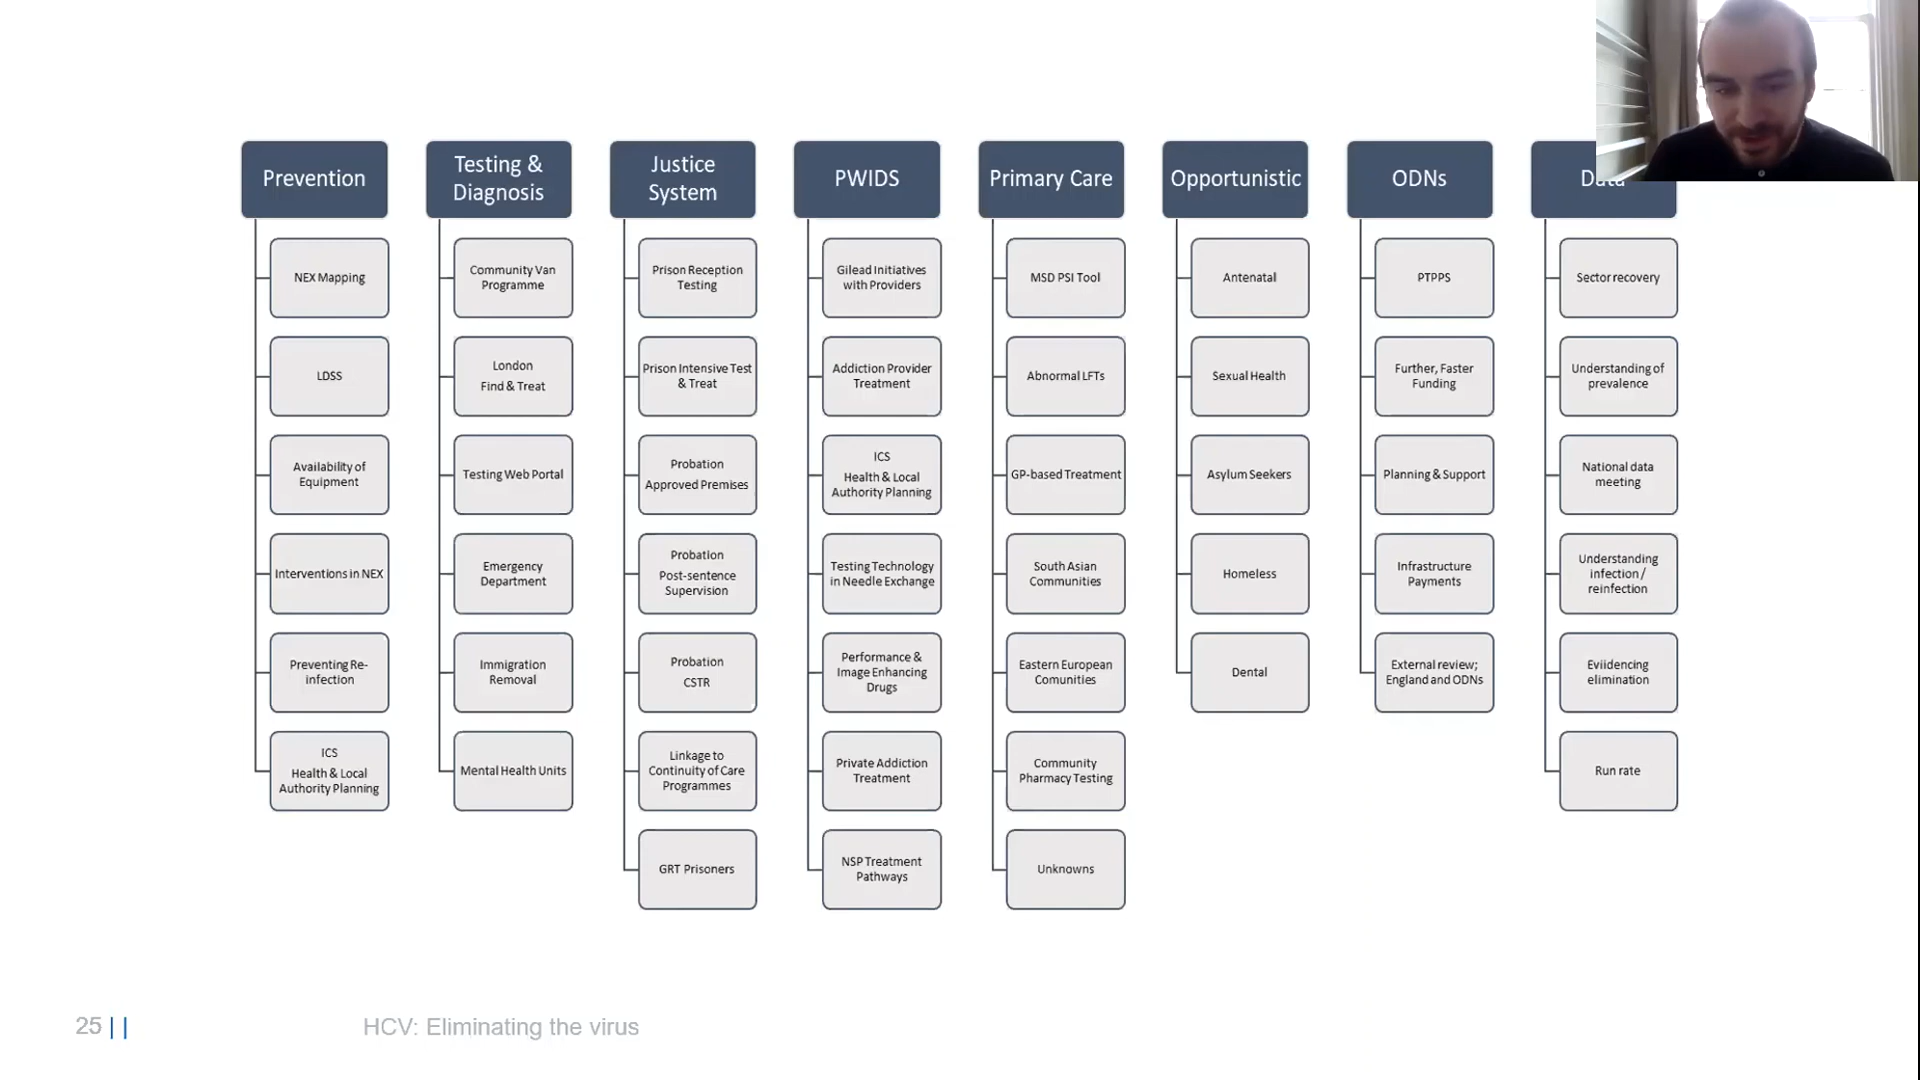 Prevention
NEX Mapping
LDSS
Availability of
Equipment
Interventions in NEX
Preventing Re-
infection
ICS
Health & Local
Authority Planning
Testing &
Diagnosis
Community Van
Programme
London
Find & Treat
Testing Web Portal
Emergency
Department
Immigration
Removal
Mental Health Units
Justice
System
Prison Reception
Testing
Prison Intensive Test
& Treat
Probation
Approved Premises
Probation
Post-sentence
Supervision
Probation
CSTR
Linkage to
Continuity of Care
Programmes
GRT Prisoners
PWIDS
Gilead Initiatives
with Providers
Addiction Provider
Treatment
ICS
Health & Local
Authority Planning
Testing Technology
in Needle Exchange
Performance &
Image Enhancing
Drugs
Private Addiction
Treatment
NSP Treatment
Pathways
Primary Care
MSD PSI Tool
Abnormal LFTs
GP-based Treatment
South Asian
Communities
Eastern European
Comunities
Community
Pharmacy Testing
Unknowns
Opportunistic
Antenatal
Sexual Health
Asylum Seekers
Homeless
Dental
ODNs
PTPPS
Further, Faster
Funding
Planning & Support
Infrastructure
Payments
External review;
England and ODNs
Data
Sector recovery
Understanding of
prevalence
National data
meeting
Understanding
infection /
reinfection
Eviidencing
elimination
Run rate
25 | |
HCV: Eliminating the virus